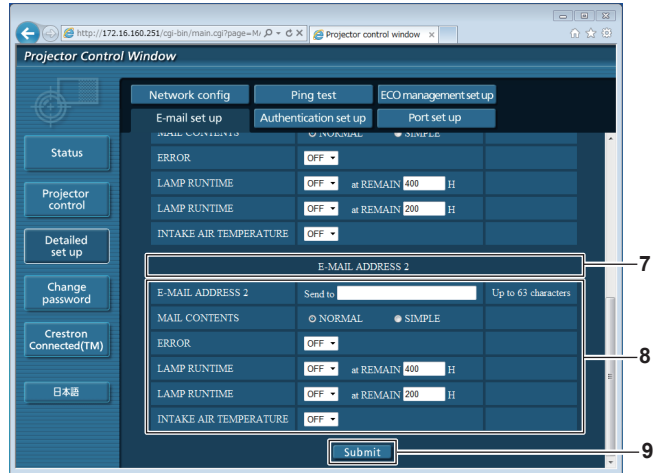 http://172.16.160.251/cgi-bin/main.cgi?page=M Projector control window
Projector Control Window
Network config Ping test ECO management set up
E-mail set up Authentication set up Port set up
MAIL CONTENTS NORMAL SIMPLE
Status
ERROR OFF
LAMP RUNTIME OFF at REMAIN 400 H
Projector control
LAMP RUNTIME OFF at REMAIN 200 H
INTAKE AIR TEMPERATURE OFF
Detailed set up
E-MAIL ADDRESS 2 7
Change password
E-MAIL ADDRESS 2 Send to Up to 63 characters
MAIL CONTENTS NORMAL SIMPLE
Crestron Connected(TM)
ERROR OFF
8
LAMP RUNTIME OFF at REMAIN 400 H
日本語
LAMP RUNTIME OFF at REMAIN 200 H
INTAKE AIR TEMPERATURE OFF
Submit 9